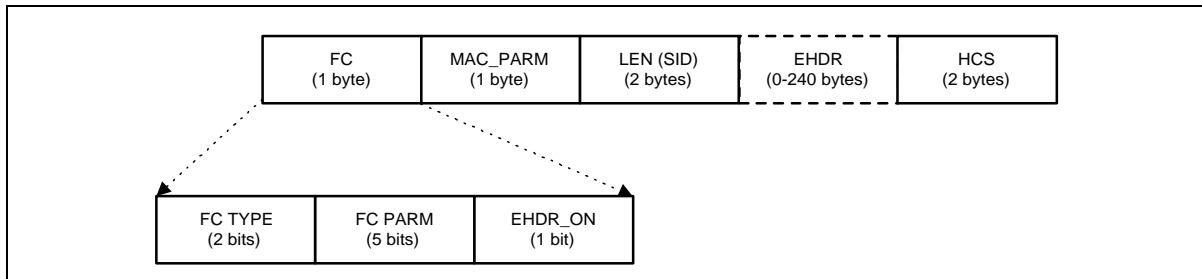 FC
(1 byte)
MAC_PARM
(1 byte)
LEN (SID)
(2 bytes)
EHDR
(0-240 bytes)
HCS
(2 bytes)
FC TYPE
(2 bits)
FC PARM
(5 bits)
EHDR_ON
(1 bit)